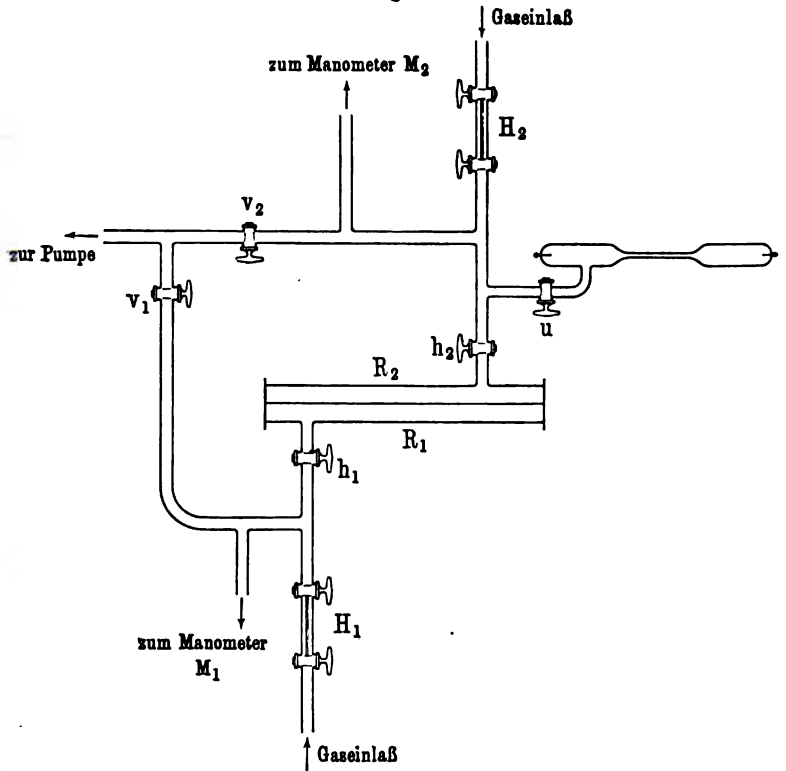 Gaseinlaß
zum Manometer M₂
H₂
v₂
zur Pumpe
v₁
u
h₂
R₂
R₁
h₁
H₁
zum Manometer
M₁
Gaseinlaß